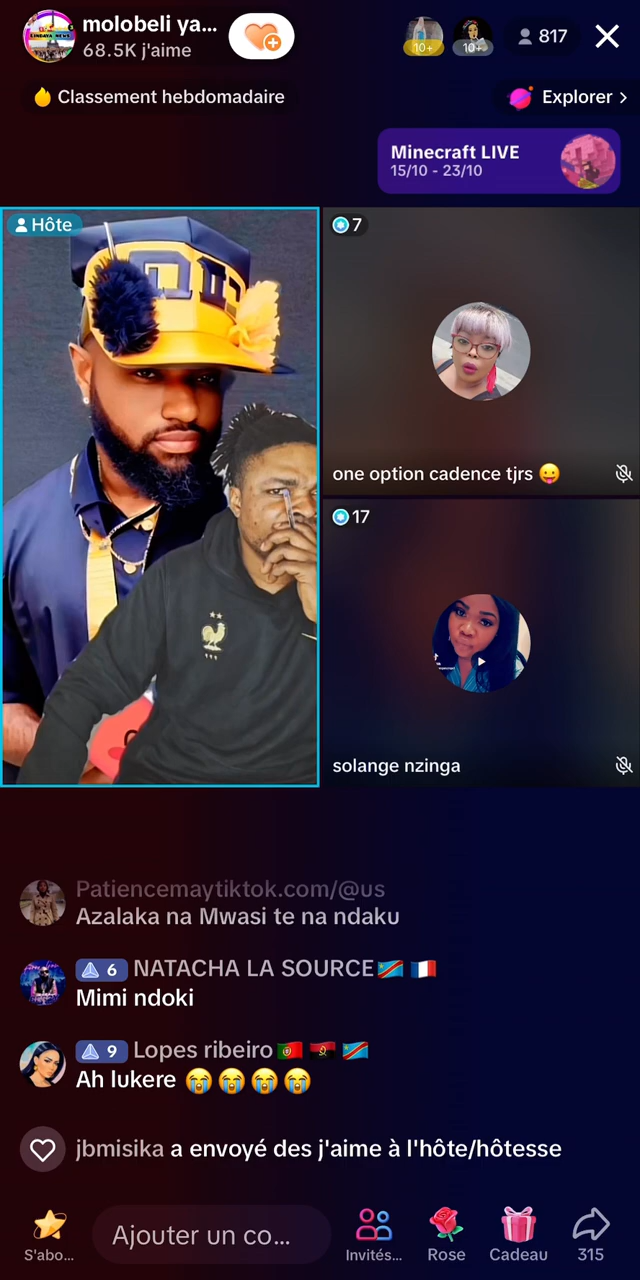 molobeli ya...
68.5K j'aime
10+
10+
817
Classement hebdomadaire
Explorer >
Minecraft LIVE
15/10 - 23/10
Hôte
7
one option cadence tjrs 😛
17
solange nzinga
Patiencemaytiktok.com/@us
Azalaka na Mwasi te na ndaku
6 NATACHA LA SOURCE🇨🇩 🇫🇷
Mimi ndoki
9 Lopes ribeiro🇵🇹 🇦🇴 🇨🇩
Ah lukere 😭😭😭😭
jbmisika a envoyé des j'aime à l'hôte/hôtesse
S'abo...
Ajouter un co...
Invités...
Rose
Cadeau
315